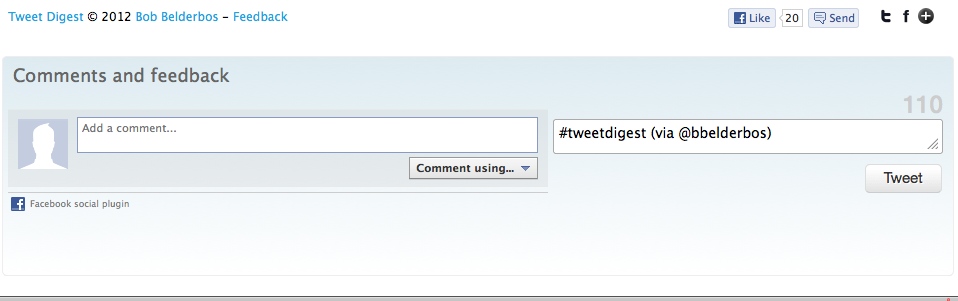 Tweet Digest © 2012 Bob Belderbos – Feedback
Like 20 Send
Comments and feedback
110
Add a comment...
#tweetdigest (via @bbelderbos)
Comment using...
Tweet
Facebook social plugin